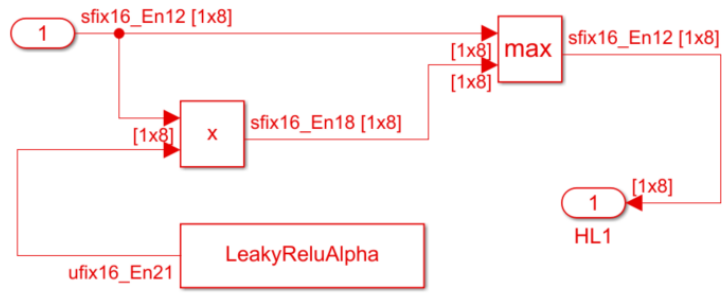 sfix16_En12 [1x8]
1
[1x8]
[1x8]
max
sfix16_En12 [1x8]
[1x8]
x
sfix16_En18 [1x8]
[1x8]
1
HL1
LeakyReluAlpha
ufix16_En21